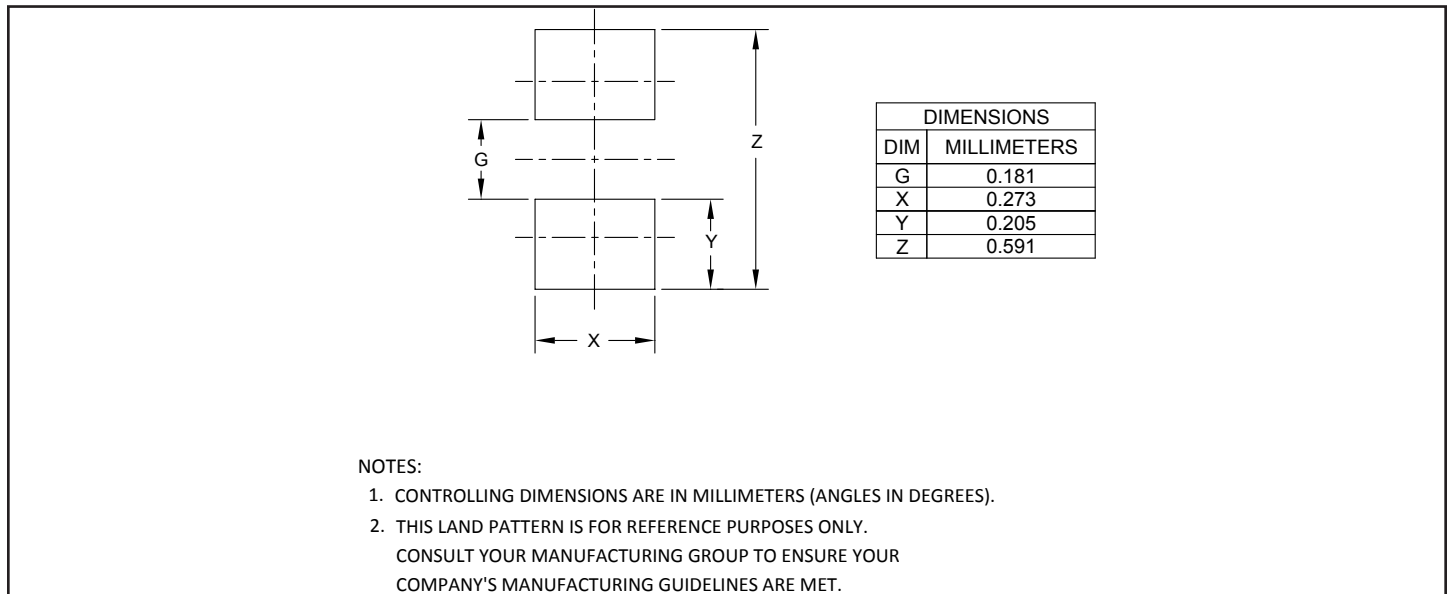 G
Z
Y
X
DIMENSIONS
DIM MILLIMETERS
G 0.181
X 0.273
Y 0.205
Z 0.591
NOTES:
1. CONTROLLING DIMENSIONS ARE IN MILLIMETERS (ANGLES IN DEGREES).
2. THIS LAND PATTERN IS FOR REFERENCE PURPOSES ONLY.
CONSULT YOUR MANUFACTURING GROUP TO ENSURE YOUR
COMPANY'S MANUFACTURING GUIDELINES ARE MET.